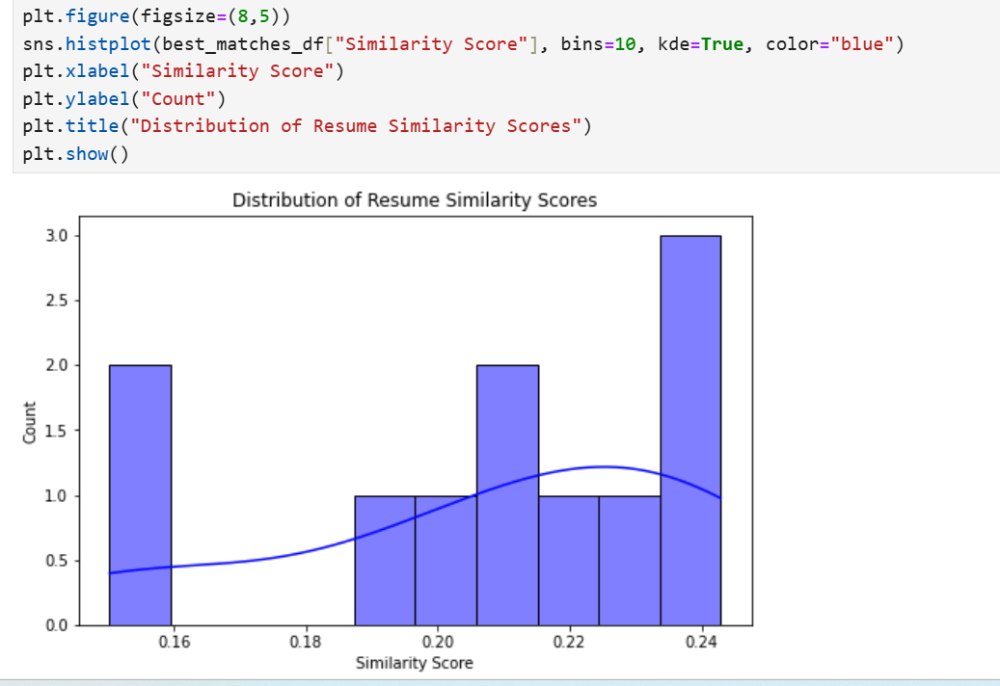 plt.figure(figsize=(8,5))
sns.histplot(best_matches_df["Similarity Score"], bins=10, kde=True, color="blue")
plt.xlabel("Similarity Score")
plt.ylabel("Count")
plt.title("Distribution of Resume Similarity Scores")
plt.show()
Distribution of Resume Similarity Scores
3.0
2.5
2.0
1.5
1.0
0.5
0.0
Count
0.16 0.18 0.20 0.22 0.24
Similarity Score